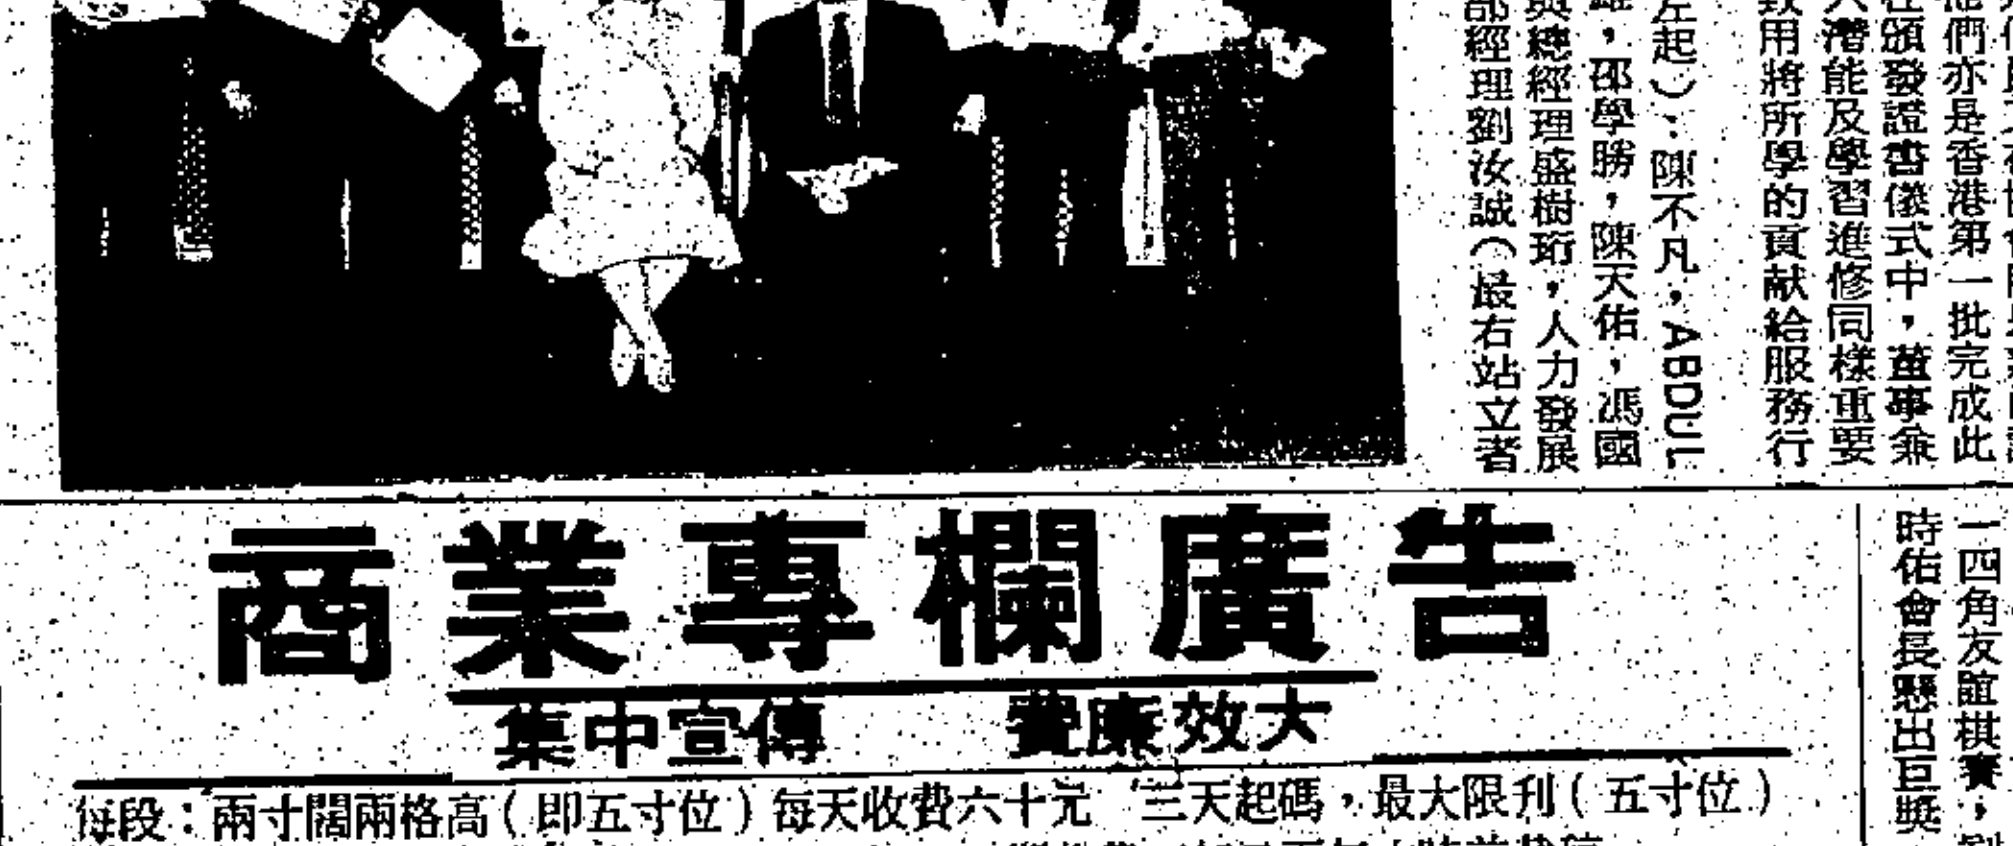 他們亦是香港第一批完成此
在頒發證書儀式中，董事兼
潛能及學習進修同樣重要
致用將所學的貢献給服務行
左起）：陳不凡，ABDUL
雄，邵學勝，陳天佑，馮國
與總經理盛樹珩，人力發展
部經理劉汝誠（最右站立者
商業專欄廣告
集中宣傳 費廉效大
每段：兩寸闊兩格高（即五寸位）每天收費六十元 三天起碼，最大限刊（五寸位）
一四角友誼棋賽，
時佑會長懸出巨獎